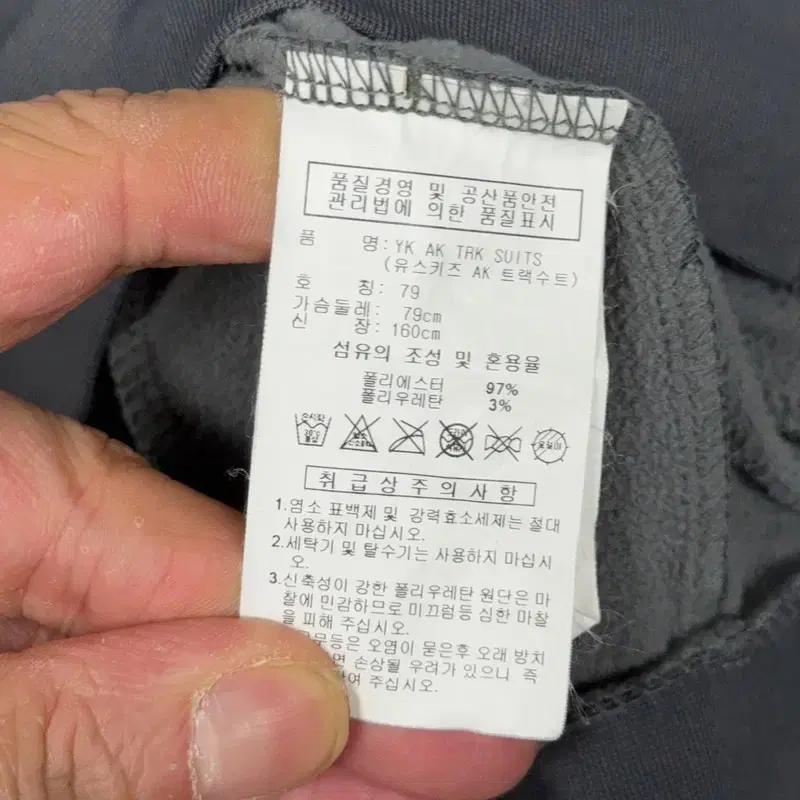 품질경영 및 공산품안전
관리법에 의한 품질표시
품 명: YK AK TRK SUITS
(유스키즈 AK 트랙수트)
호 칭: 79
가슴둘레: 79cm
신 장: 160cm
섬유의 조성 및 혼용율
폴리에스터 97%
폴리우레탄 3%
30℃
드라이
취급상주의사항
1.염소 표백제및 강력효소세제는 절대
사용하지 마십시오.
2.세탁기 및 탈수기는 사용하지 마십시
오.
3.신축성이 강한 폴리우레탄 원단은 마
찰에 민감하므로 미끄럼등 심한 마찰
을 피해 주십시오.
등은 오염이 묻은후 오래 방치
손상될 우려가 있으니 즉
주십시오.